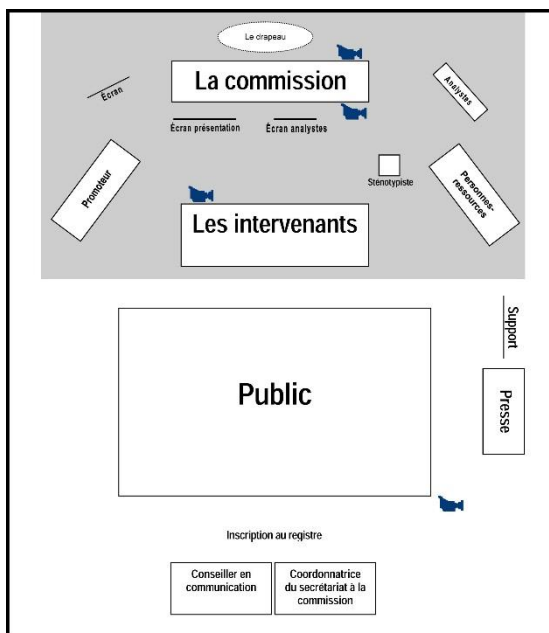 Le drapeau
La commission
Écran
Analystes
Écran présentation
Écran analystes
Sténotypiste
Promoteur
Personnes-
ressources
Les intervenants
Support
Public
Presse
Inscription au registre
Conseiller en
communication
Coordonnatrice
du secrétariat à la
commission